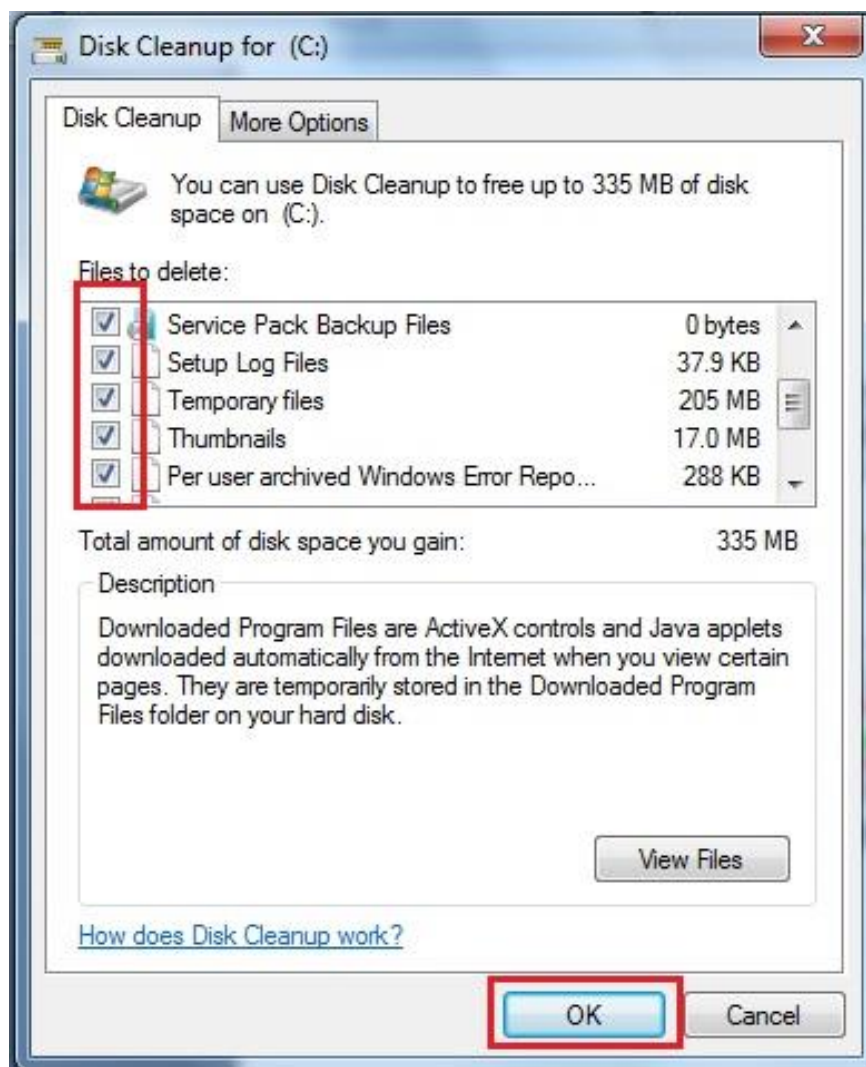 Disk Cleanup for (C:)
Disk Cleanup
More Options
You can use Disk Cleanup to free up to 335 MB of disk
space on (C:).
Files to delete:
Service Pack Backup Files 0 bytes
Setup Log Files 37.9 KB
Temporary files 205 MB
Thumbnails 17.0 MB
Per user archived Windows Error Repo... 288 KB
Total amount of disk space you gain: 335 MB
Description
Downloaded Program Files are ActiveX controls and Java applets
downloaded automatically from the Internet when you view certain
pages. They are temporarily stored in the Downloaded Program
Files folder on your hard disk.
View Files
How does Disk Cleanup work?
OK
Cancel